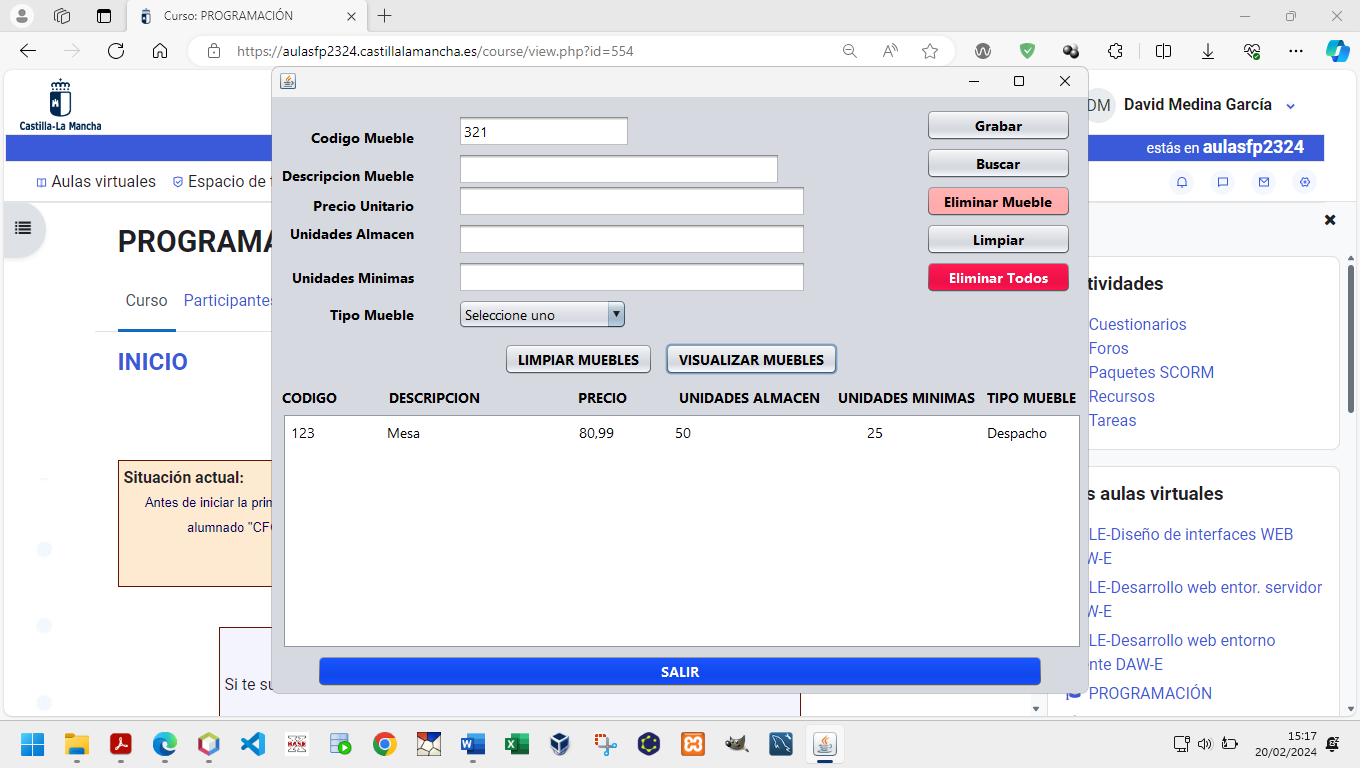 Curso: PROGRAMACIÓN
https://aulasfp2324.castillalamancha.es/course/view.php?id=554
Castilla-La Mancha
DM David Medina García
estás en aulasfp2324
Aulas virtuales Espacio de
PROGRAMA
Curso Participantes
INICIO
Situación actual:
Antes de iniciar la
alumnado
Si te
Codigo Mueble 321
Descripcion Mueble
Precio Unitario
Unidades Almacen
Unidades Minimas
Tipo Mueble Seleccione uno
Grabar
Buscar
Eliminar Mueble
Limpiar
Eliminar Todos
LIMPIAR MUEBLES VISUALIZAR MUEBLES
CODIGO DESCRIPCION PRECIO UNIDADES ALMACEN UNIDADES MINIMAS TIPO MUEBLE
123 Mesa 80,99 50 25 Despacho
SALIR
tividades
Cuestionarios
Foros
Paquetes SCORM
Recursos
Tareas
s aulas virtuales
LE-Diseño de interfaces WEB
W-E
LE-Desarrollo web entor. servidor
W-E
LE-Desarrollo web entorno
nte DAW-E
PROGRAMACIÓN
15:17
20/02/2024